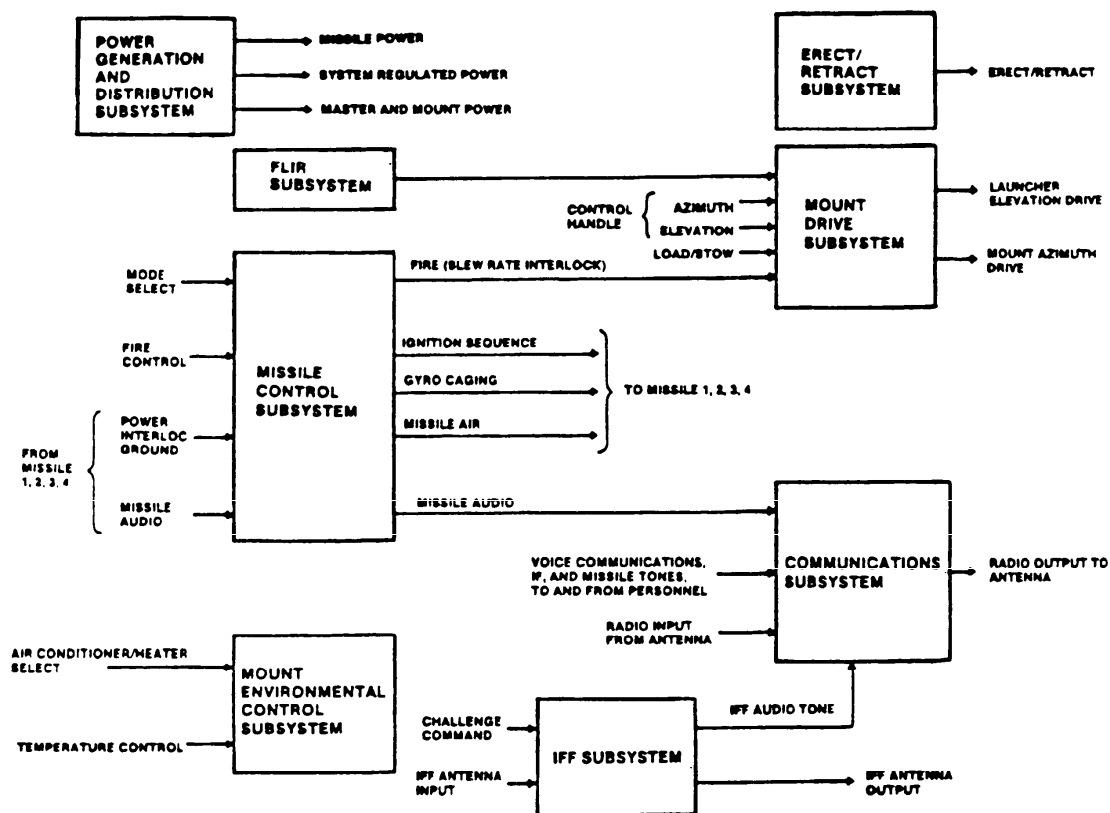 POWER
GENERATION
AND
DISTRIBUTION
SUBSYSTEM
MISSILE POWER
SYSTEM REGULATED POWER
MASTER AND MOUNT POWER
ERECT/
RETRACT
SUBSYSTEM
ERECT/RETRACT
FLIR
SUBSYSTEM
CONTROL
HANDLE
AZIMUTH
ELEVATION
LOAD/STOW
MOUNT
DRIVE
SUBSYSTEM
LAUNCHER
ELEVATION DRIVE
MOUNT AZIMUTH
DRIVE
MODE
SELECT
FIRE
CONTROL
FROM
MISSILE
1, 2, 3, 4
POWER
INTERLOC
GROUND
MISSILE
AUDIO
MISSILE
CONTROL
SUBSYSTEM
FIRE (SLEW RATE INTERLOCK)
IGNITION SEQUENCE
GYRO CAGING
MISSILE AIR
TO MISSILE 1, 2, 3, 4
MISSILE AUDIO
VOICE COMMUNICATIONS,
IF, AND MISSILE TONES,
TO AND FROM PERSONNEL
RADIO INPUT
FROM ANTENNA
COMMUNICATIONS
SUBSYSTEM
RADIO OUTPUT TO
ANTENNA
AIR CONDITIONER/HEATER
SELECT
TEMPERATURE CONTROL
MOUNT
ENVIRONMENTAL
CONTROL
SUBSYSTEM
CHALLENGE
COMMAND
IFF ANTENNA
INPUT
IFF SUBSYSTEM
IFF AUDIO TONE
IFF ANTENNA
OUTPUT